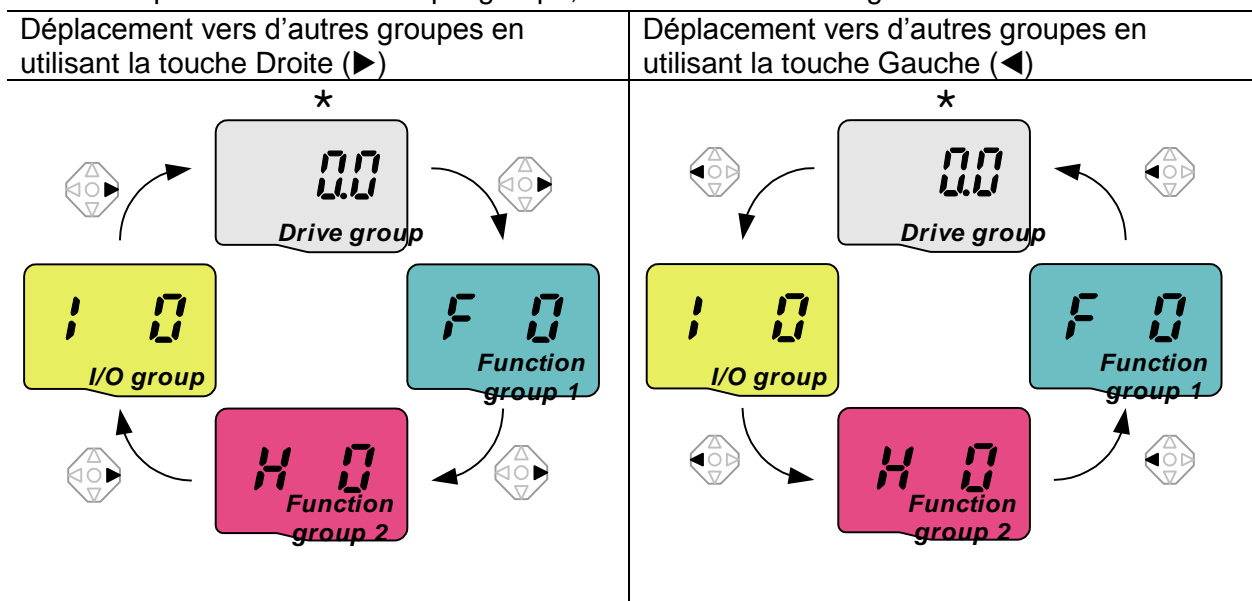 Déplacement vers d'autres groupes en
utilisant la touche Droite (▶)
Déplacement vers d'autres groupes en
utilisant la touche Gauche (◀)
*
0.0
Drive group
I 0
I/O group
F 0
Function
group 1
H 0
Function
group 2
*
0.0
Drive group
I 0
I/O group
F 0
Function
group 1
H 0
Function
group 2